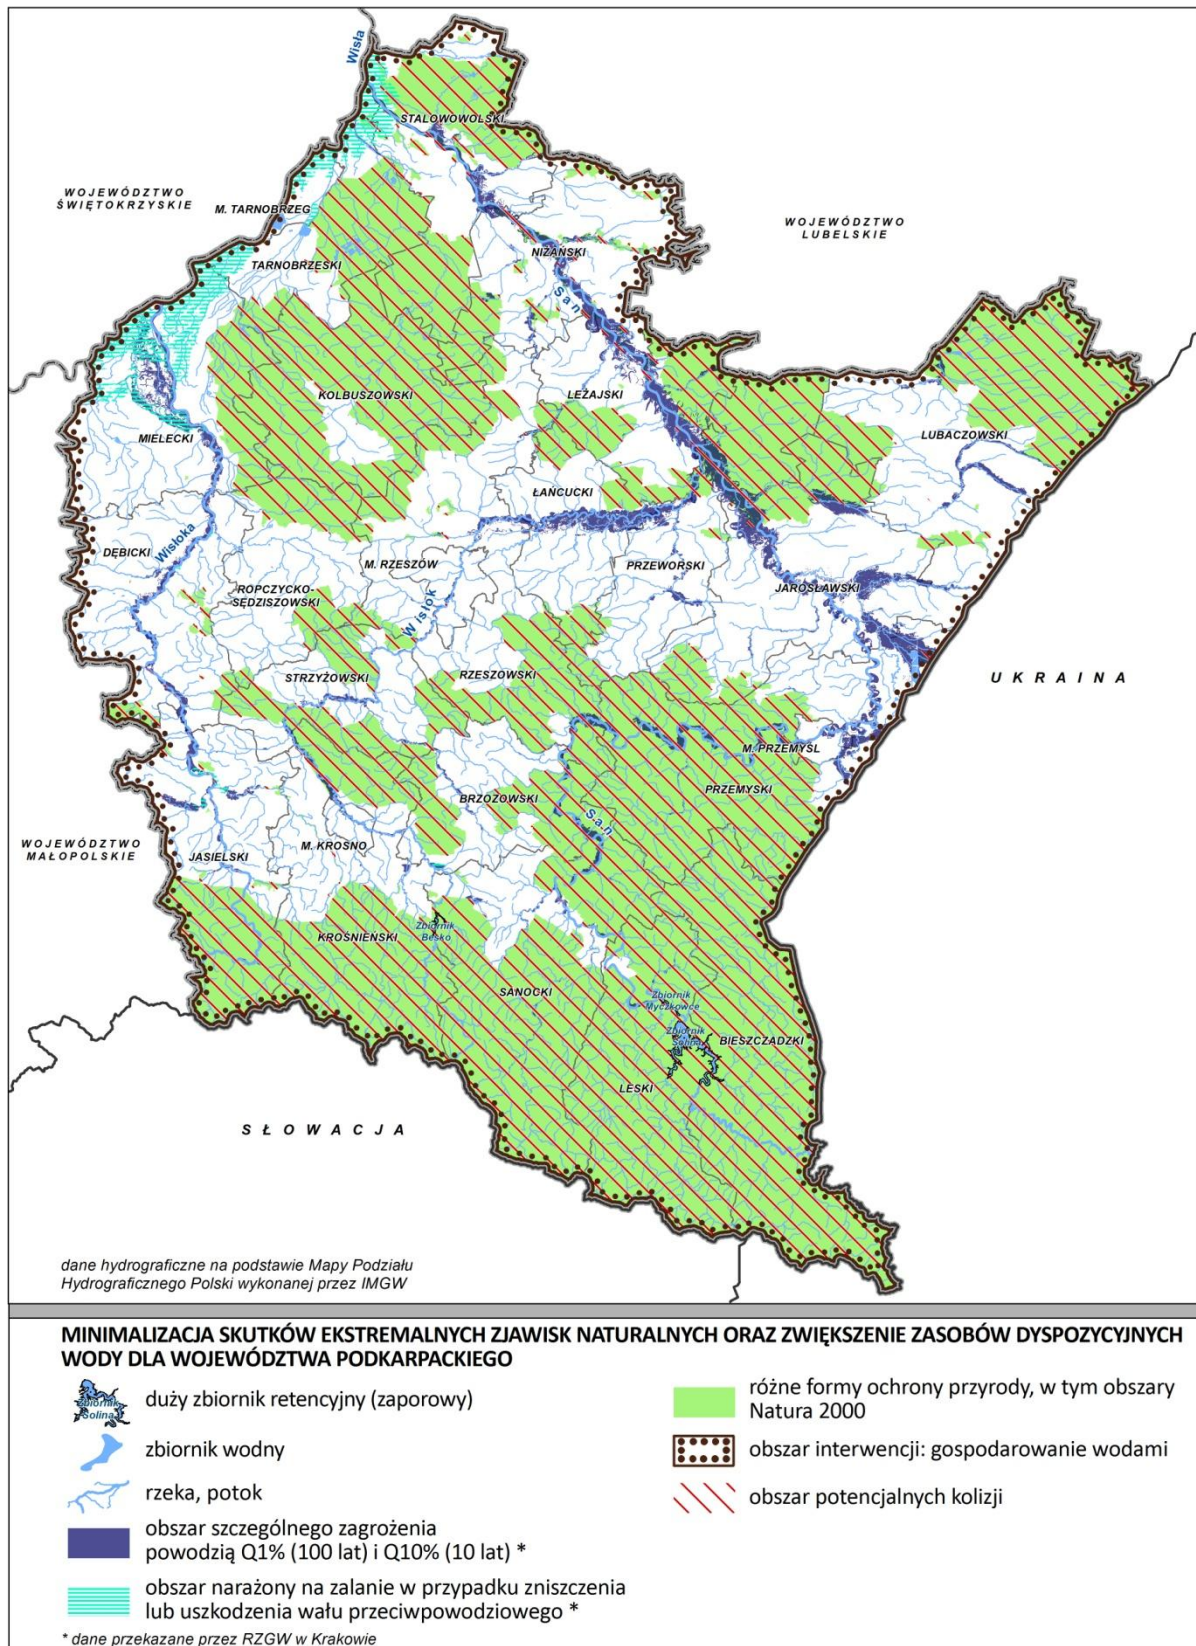 Wisła
STALOWOWOLSKI
WOJEWÓDZTWO
ŚWIĘTOKRZYSKIE
M. TARNOBRZEG
WOJEWÓDZTWO
LUBELSKIE
TARNOBRZESKI
NIŻAŃSKI
San
KOLBUSZOWSKI
LEŻAJSKI
MIELECKI
LUBACZOWSKI
ŁAŃCUCKI
Wisłoka
DĘBICKI
M. RZESZÓW
PRZEWORSKI
ROPCZYCKO-
SĘDZISZOWSKI
JAROSŁAWSKI
Wisłok
STRZYŻOWSKI
RZESZOWSKI
UKRAINA
M. PRZEMYŚL
BRZOZOWSKI
PRZEMYSKI
San
WOJEWÓDZTWO
MAŁOPOLSKIE
JASIELSKI
M. KROSNO
Zbiornik
Besko
KROŚNIEŃSKI
SANOCKI
Zbiornik
Myczkowce
Zbiornik
Solina
BIESZCZADZKI
LESKI
SŁOWACJA
dane hydrograficzne na podstawie Mapy Podziału
Hydrograficznego Polski wykonanej przez IMGW
MINIMALIZACJA SKUTKÓW EKSTREMALNYCH ZJAWISK NATURALNYCH ORAZ ZWIĘKSZENIE ZASOBÓW DYSPOZYCYJNYCH
WODY DLA WOJEWÓDZTWA PODKARPACKIEGO
Zbiornik
Solina
duży zbiornik retencyjny (zaporowy)
zbiornik wodny
rzeka, potok
obszar szczególnego zagrożenia
powodzią Q1% (100 lat) i Q10% (10 lat) *
obszar narażony na zalanie w przypadku zniszczenia
lub uszkodzenia wału przeciwpowodziowego *
* dane przekazane przez RZGW w Krakowie
różne formy ochrony przyrody, w tym obszary
Natura 2000
obszar interwencji: gospodarowanie wodami
obszar potencjalnych kolizji